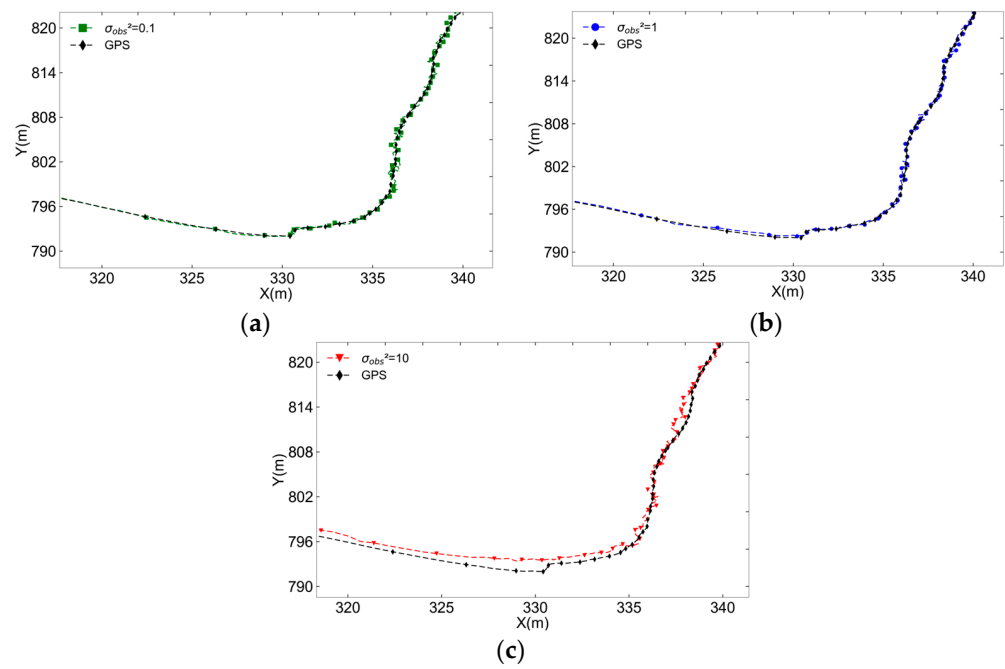 σobs²=0.1
GPS
820
814
808
802
796
790
Y(m)
320 325 330 335 340
X(m)
(a)
σobs²=1
GPS
820
814
808
802
796
790
Y(m)
320 325 330 335 340
X(m)
(b)
σobs²=10
GPS
820
814
808
802
796
790
Y(m)
320 325 330 335 340
X(m)
(c)